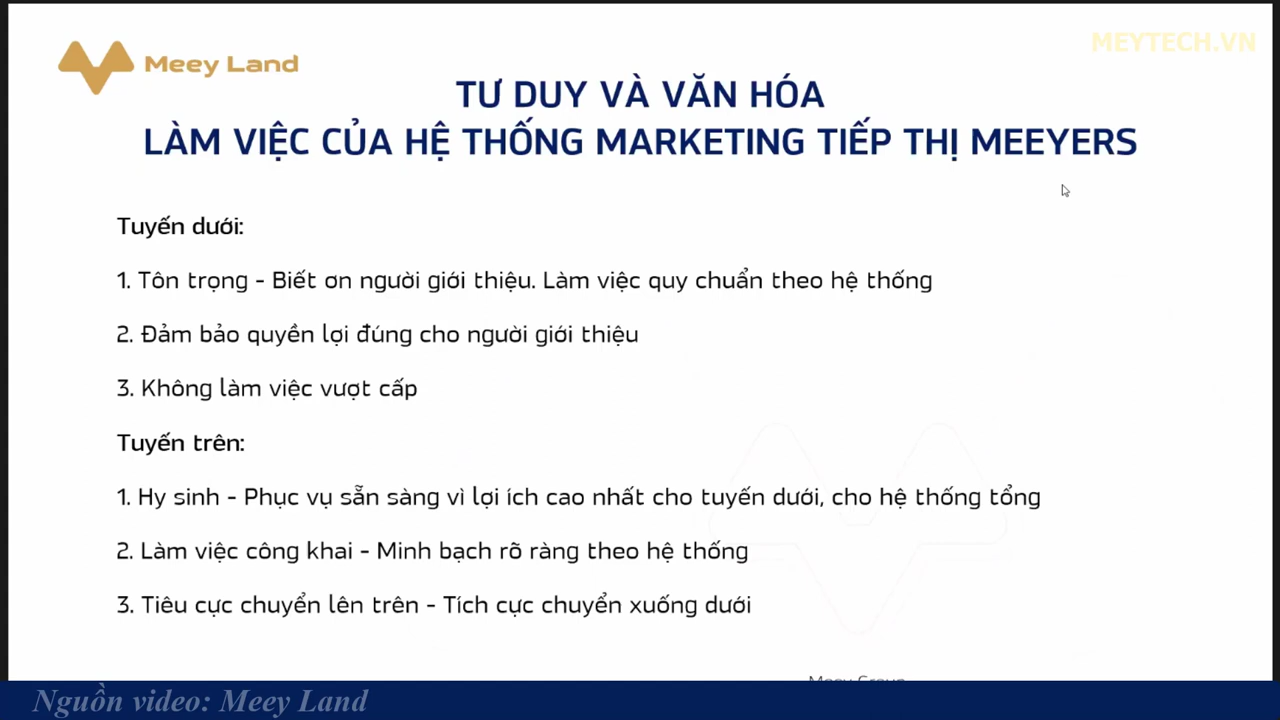 Meey Land
MEYTECH.VN
TƯ DUY VÀ VĂN HÓA
LÀM VIỆC CỦA HỆ THỐNG MARKETING TIẾP THỊ MEEYERS
Tuyến dưới:
1. Tôn trọng - Biết ơn người giới thiệu. Làm việc quy chuẩn theo hệ thống
2. Đảm bảo quyền lợi đúng cho người giới thiệu
3. Không làm việc vượt cấp
Tuyến trên:
1. Hy sinh - Phục vụ sẵn sàng vì lợi ích cao nhất cho tuyến dưới, cho hệ thống tổng
2. Làm việc công khai - Minh bạch rõ ràng theo hệ thống
3. Tiêu cực chuyển lên trên - Tích cực chuyển xuống dưới
Meey Group
Nguồn video: Meey Land